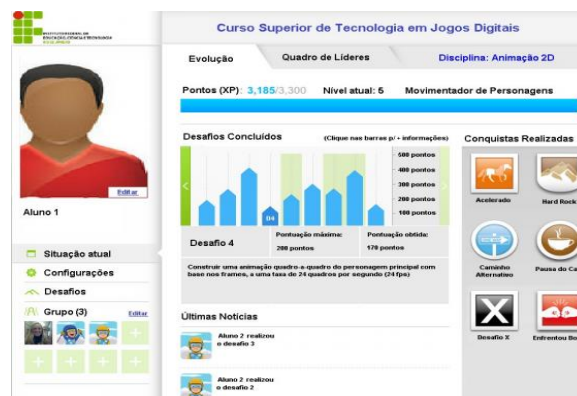 Curso Superior de Tecnologia em Jogos Digitais
Evolução
Quadro de Líderes
Disciplina: Animação 2D
Pontos (XP): 3,185/3,300 Nível atual: 5 Movimentador de Personagens
Editar
Aluno 1
Situação atual
Configurações
Desafios
Grupo (3) Editar
Desafios Concluídos (Clique nas barras p/ + informações)
500 pontos
400 pontos
300 pontos
200 pontos
100 pontos
04
Desafio 4
Pontuação máxima:
200 pontos
Pontuação obtida:
170 pontos
Construir uma animação quadro-a-quadro do personagem principal com
base nos frames, a uma taxa de 24 quadros por segundo (24 fps)
Últimas Notícias
Aluno 2 realizou
o desafio 3
Aluno 2 realizou
o desafio 2
Conquistas Realizadas
Acelerado
Hard Rock
Caminho
Alternativo
Pausa do Ca
Desafio X
Enfrentou Bo